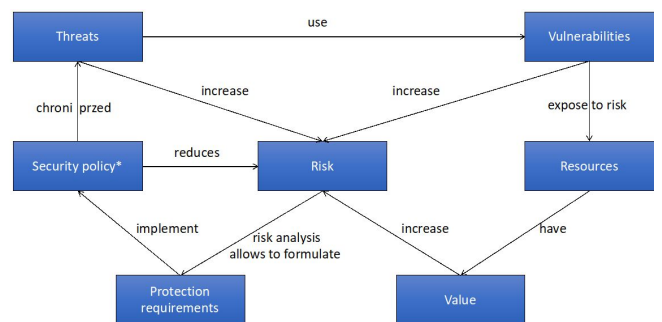 use
Threats
Vulnerabilities
increase
increase
chroni przed
expose to risk
reduces
Security policy*
Risk
Resources
implement
increase
have
risk analysis
allows to formulate
Protection
requirements
Value